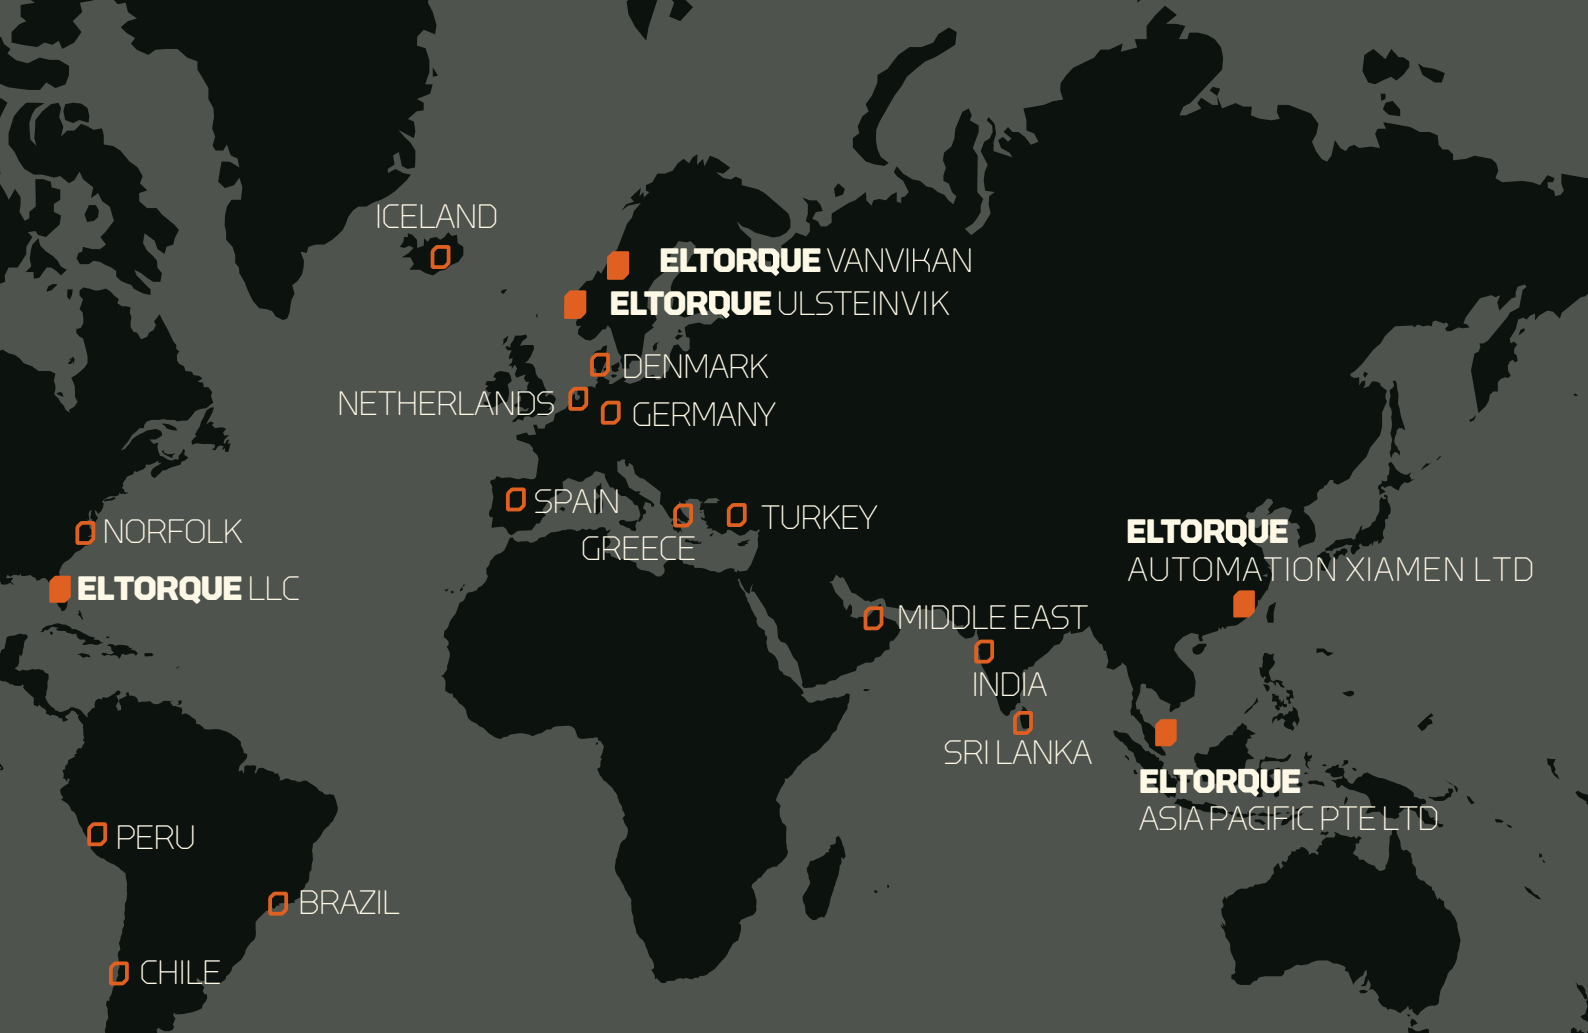 ICELAND
ELTORQUE VANVIKAN
ELTORQUE ULSTEINVIK
DENMARK
NETHERLANDS
GERMANY
SPAIN
TURKEY
GREECE
NORFOLK
ELTORQUE LLC
ELTORQUE
AUTOMATION XIAMEN LTD
MIDDLE EAST
INDIA
SRI LANKA
ELTORQUE
ASIA PACIFIC PTE LTD
PERU
BRAZIL
CHILE